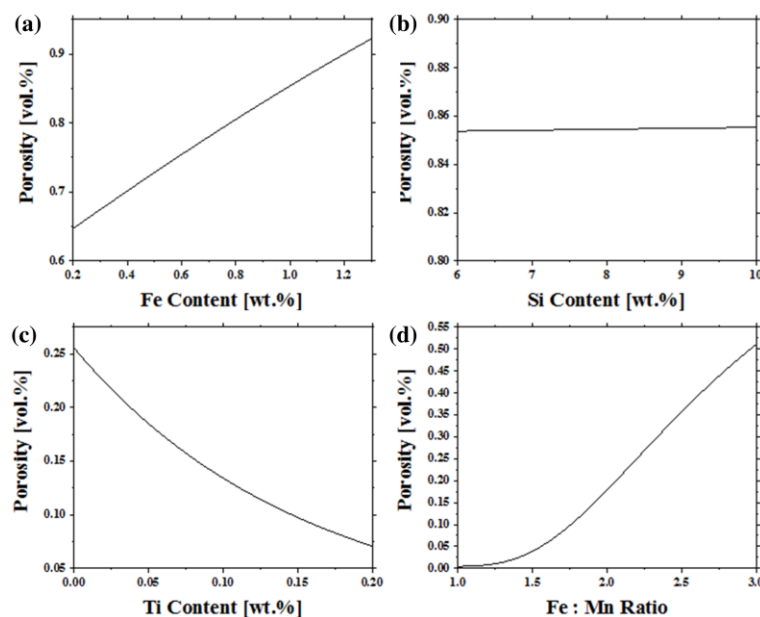 (a)
Porosity [vol.%]
0.9
0.8
0.7
0.6
0.2 0.4 0.6 0.8 1.0 1.2
Fe Content [wt.%]
(b)
Porosity [vol.%]
0.90
0.88
0.86
0.84
0.82
0.80
6 7 8 9 10
Si Content [wt.%]
(c)
Porosity [vol.%]
0.25
0.20
0.15
0.10
0.05
0.00 0.05 0.10 0.15 0.20
Ti Content [wt.%]
(d)
Porosity [vol.%]
0.55
0.50
0.45
0.40
0.35
0.30
0.25
0.20
0.15
0.10
0.05
0.00
1.0 1.5 2.0 2.5 3.0
Fe : Mn Ratio